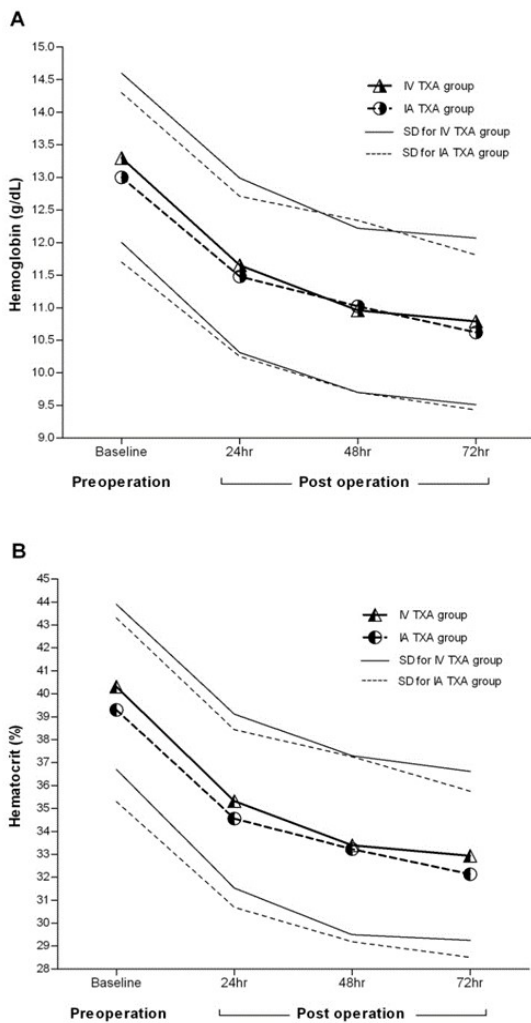 A
15.0
14.5
14.0
13.5
13.0
12.5
12.0
11.5
11.0
10.5
10.0
9.5
9.0
Hemoglobin (g/dL)
IV TXA group
IA TXA group
SD for IV TXA group
SD for IA TXA group
Baseline 24hr 48hr 72hr
Preoperation Post operation
B
45
44
43
42
41
40
39
38
37
36
35
34
33
32
31
30
29
28
Hematocrit (%)
IV TXA group
IA TXA group
SD for IV TXA group
SD for IA TXA group
Baseline 24hr 48hr 72hr
Preoperation Post operation